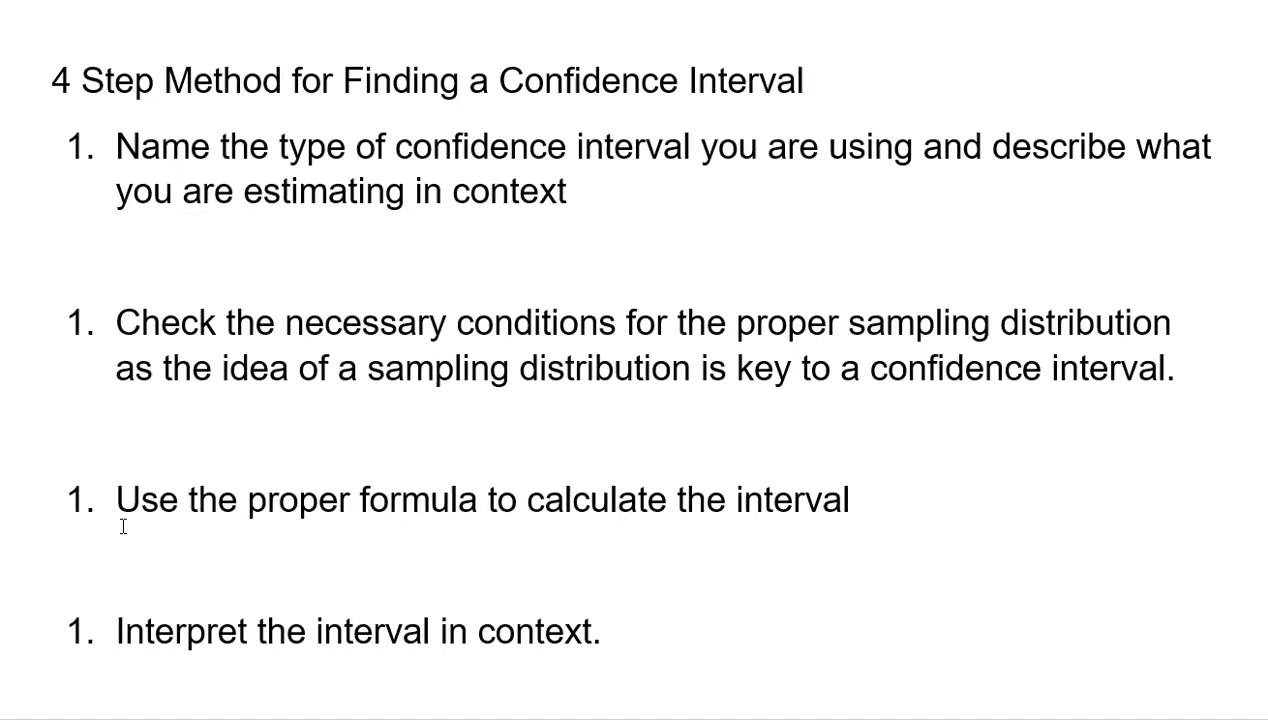 4 Step Method for Finding a Confidence Interval
1. Name the type of confidence interval you are using and describe what
you are estimating in context
1. Check the necessary conditions for the proper sampling distribution
as the idea of a sampling distribution is key to a confidence interval.
1. Use the proper formula to calculate the interval
1. Interpret the interval in context.